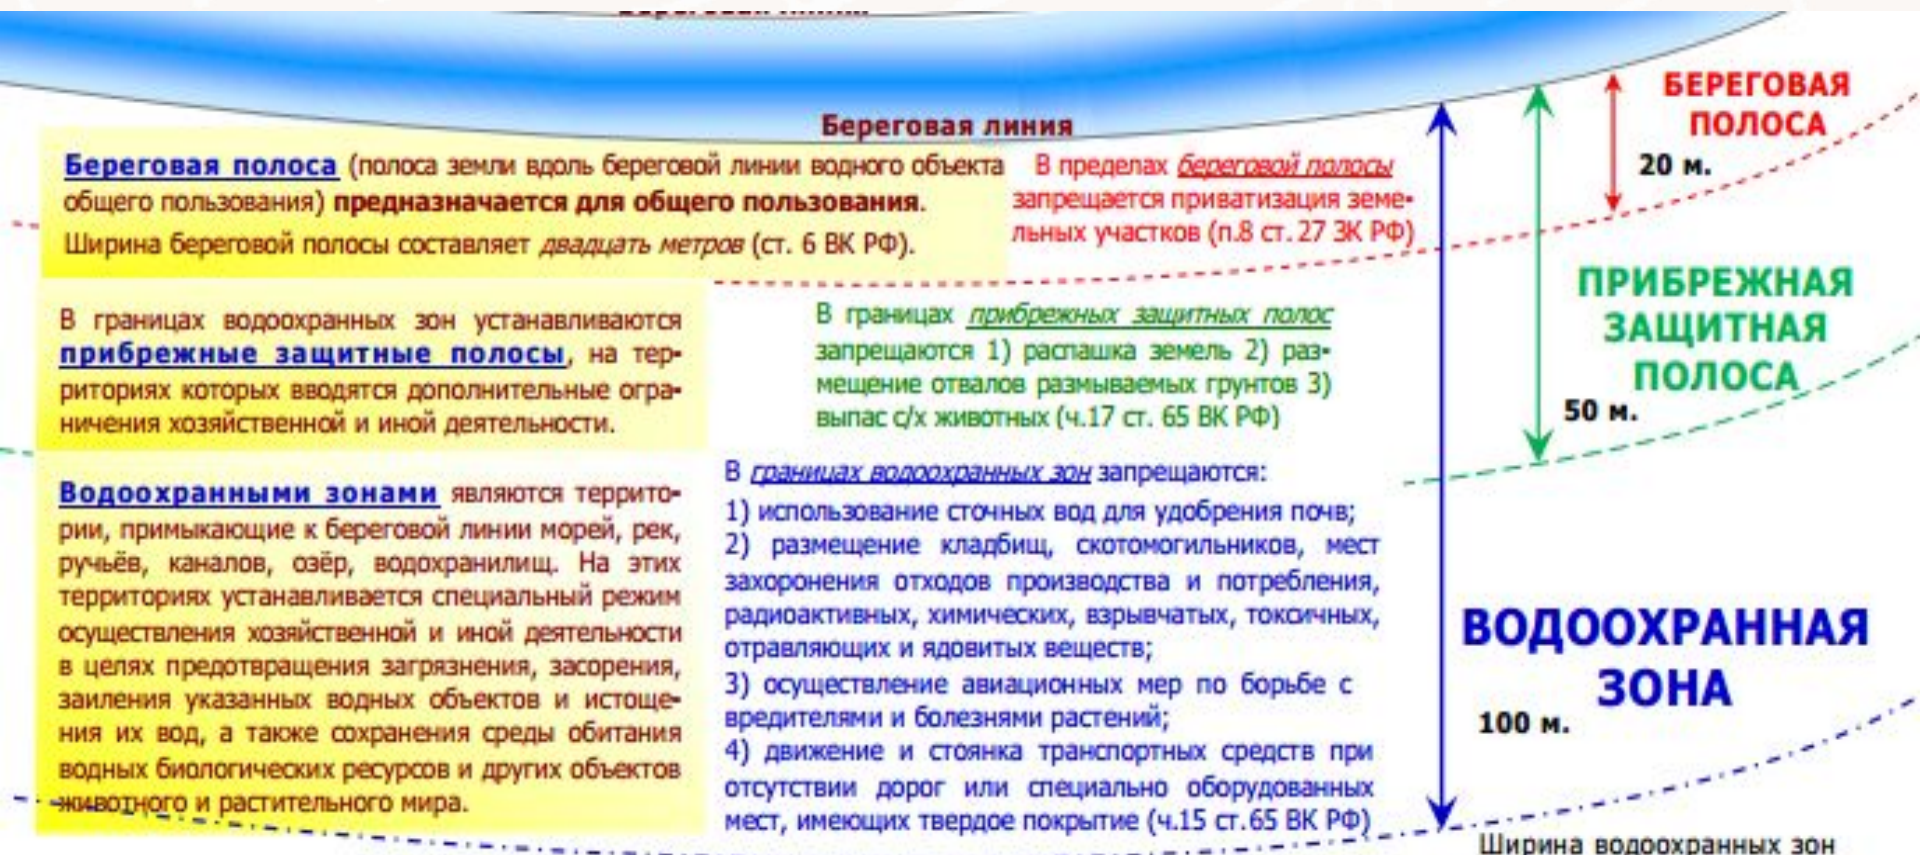 Береговая линия
Береговая полоса (полоса земли вдоль береговой линии водного объекта
общего пользования) предназначается для общего пользования.
Ширина береговой полосы составляет двадцать метров (ст. 6 ВК РФ).
В пределах береговой полосы
запрещается приватизация земе-
льных участков (п.8 ст. 27 ЗК РФ)
БЕРЕГОВАЯ
ПОЛОСА
20 м.
В границах водоохранных зон устанавливаются
прибрежные защитные полосы, на тер-
риториях которых вводятся дополнительные огра-
ничения хозяйственной и иной деятельности.
В границах прибрежных защитных полос
запрещаются 1) распашка земель 2) раз-
мещение отвалов размываемых грунтов 3)
выпас с/х животных (ч.17 ст. 65 ВК РФ)
ПРИБРЕЖНАЯ
ЗАЩИТНАЯ
ПОЛОСА
50 м.
Водоохранными зонами являются террито-
рии, примыкающие к береговой линии морей, рек,
ручьёв, каналов, озёр, водохранилищ. На этих
территориях устанавливается специальный режим
осуществления хозяйственной и иной деятельности
в целях предотвращения загрязнения, засорения,
заиления указанных водных объектов и истоще-
ния их вод, а также сохранения среды обитания
водных биологических ресурсов и других объектов
животного и растительного мира.
В границах водоохранных зон запрещаются:
1) использование сточных вод для удобрения почв;
2) размещение кладбищ, скотомогильников, мест
захоронения отходов производства и потребления,
радиоактивных, химических, взрывчатых, токсичных,
отравляющих и ядовитых веществ;
3) осуществление авиационных мер по борьбе с
вредителями и болезнями растений;
4) движение и стоянка транспортных средств при
отсутствии дорог или специально оборудованных
мест, имеющих твердое покрытие (ч.15 ст.65 ВК РФ)
ВОДООХРАННАЯ
ЗОНА
100 м.
Ширина водоохранных зон